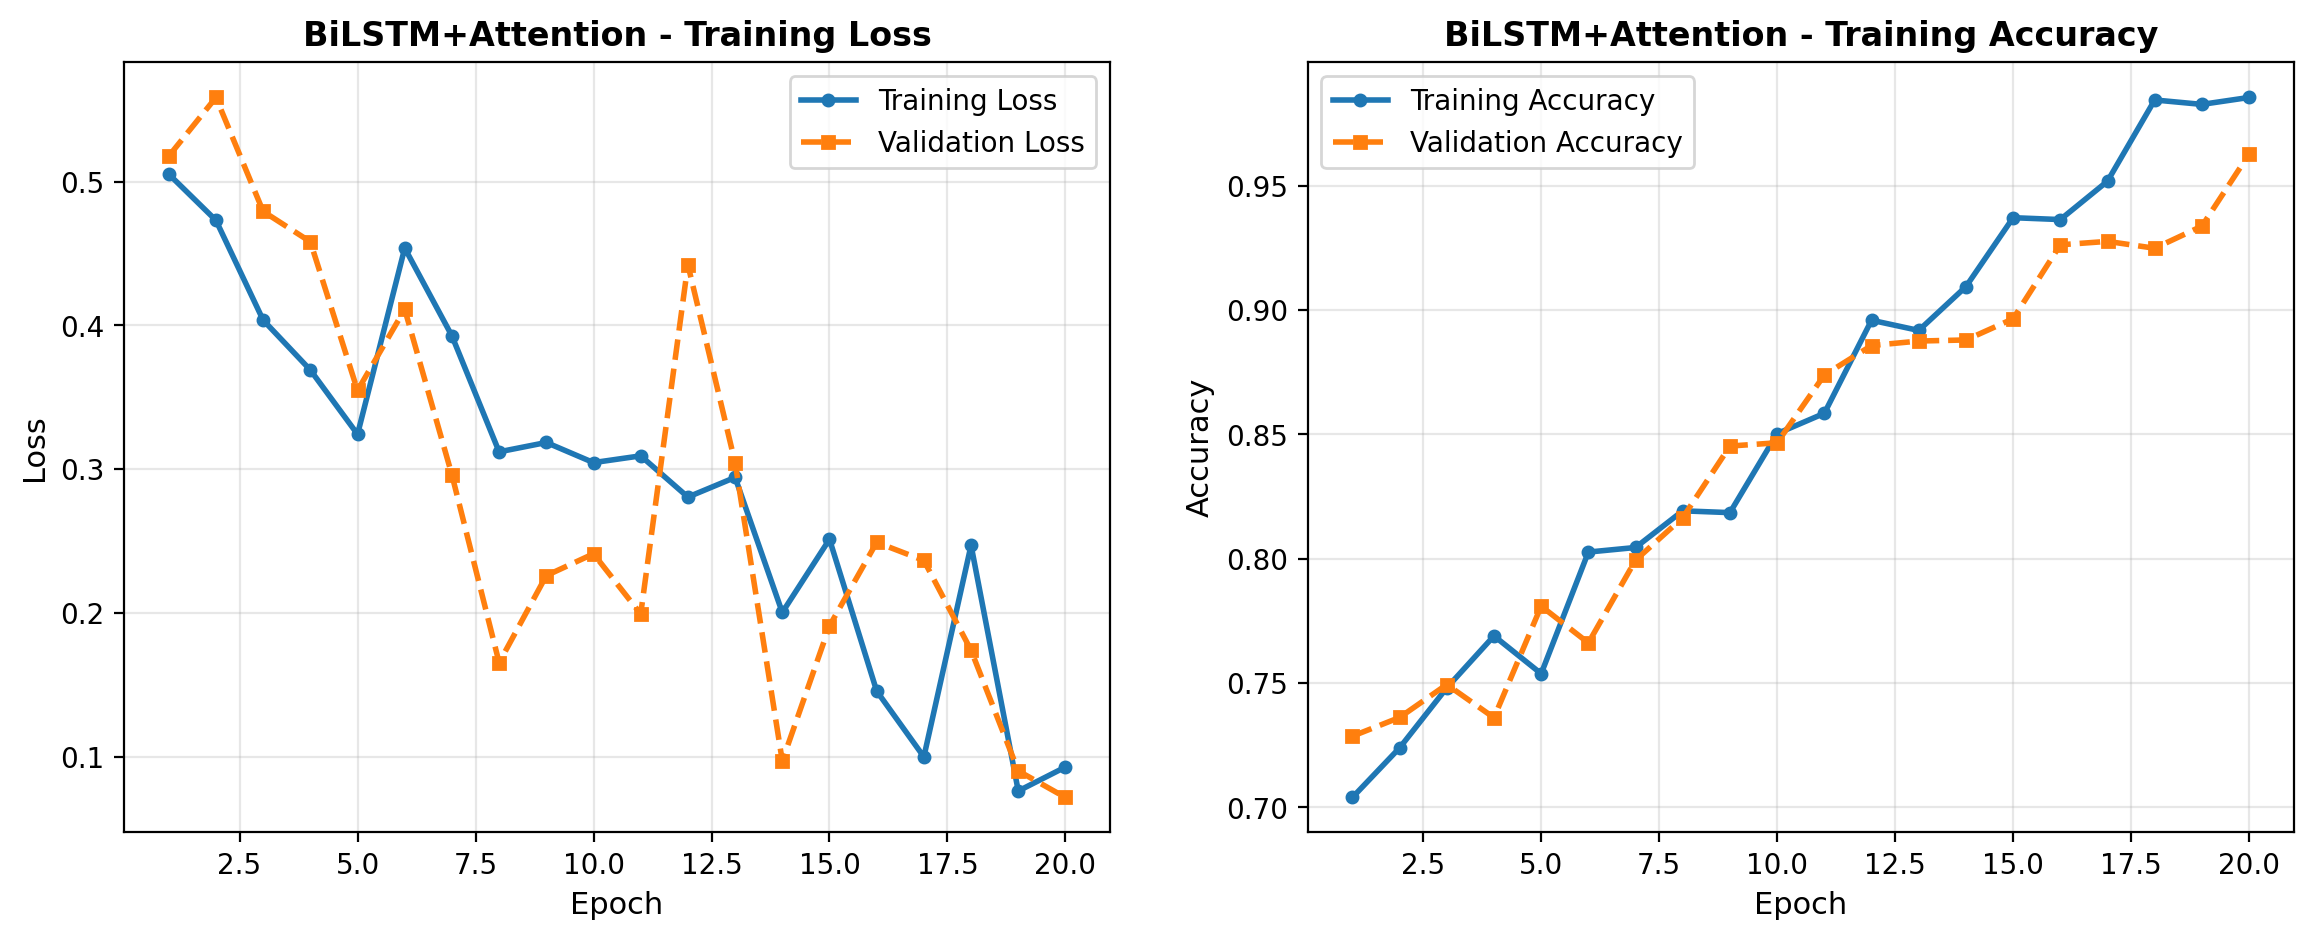 BiLSTM+Attention - Training Loss
Training Loss
Validation Loss
0.5
0.4
0.3
0.2
0.1
Loss
2.5 5.0 7.5 10.0 12.5 15.0 17.5 20.0
Epoch
BiLSTM+Attention - Training Accuracy
Training Accuracy
Validation Accuracy
0.95
0.90
0.85
0.80
0.75
0.70
Accuracy
2.5 5.0 7.5 10.0 12.5 15.0 17.5 20.0
Epoch